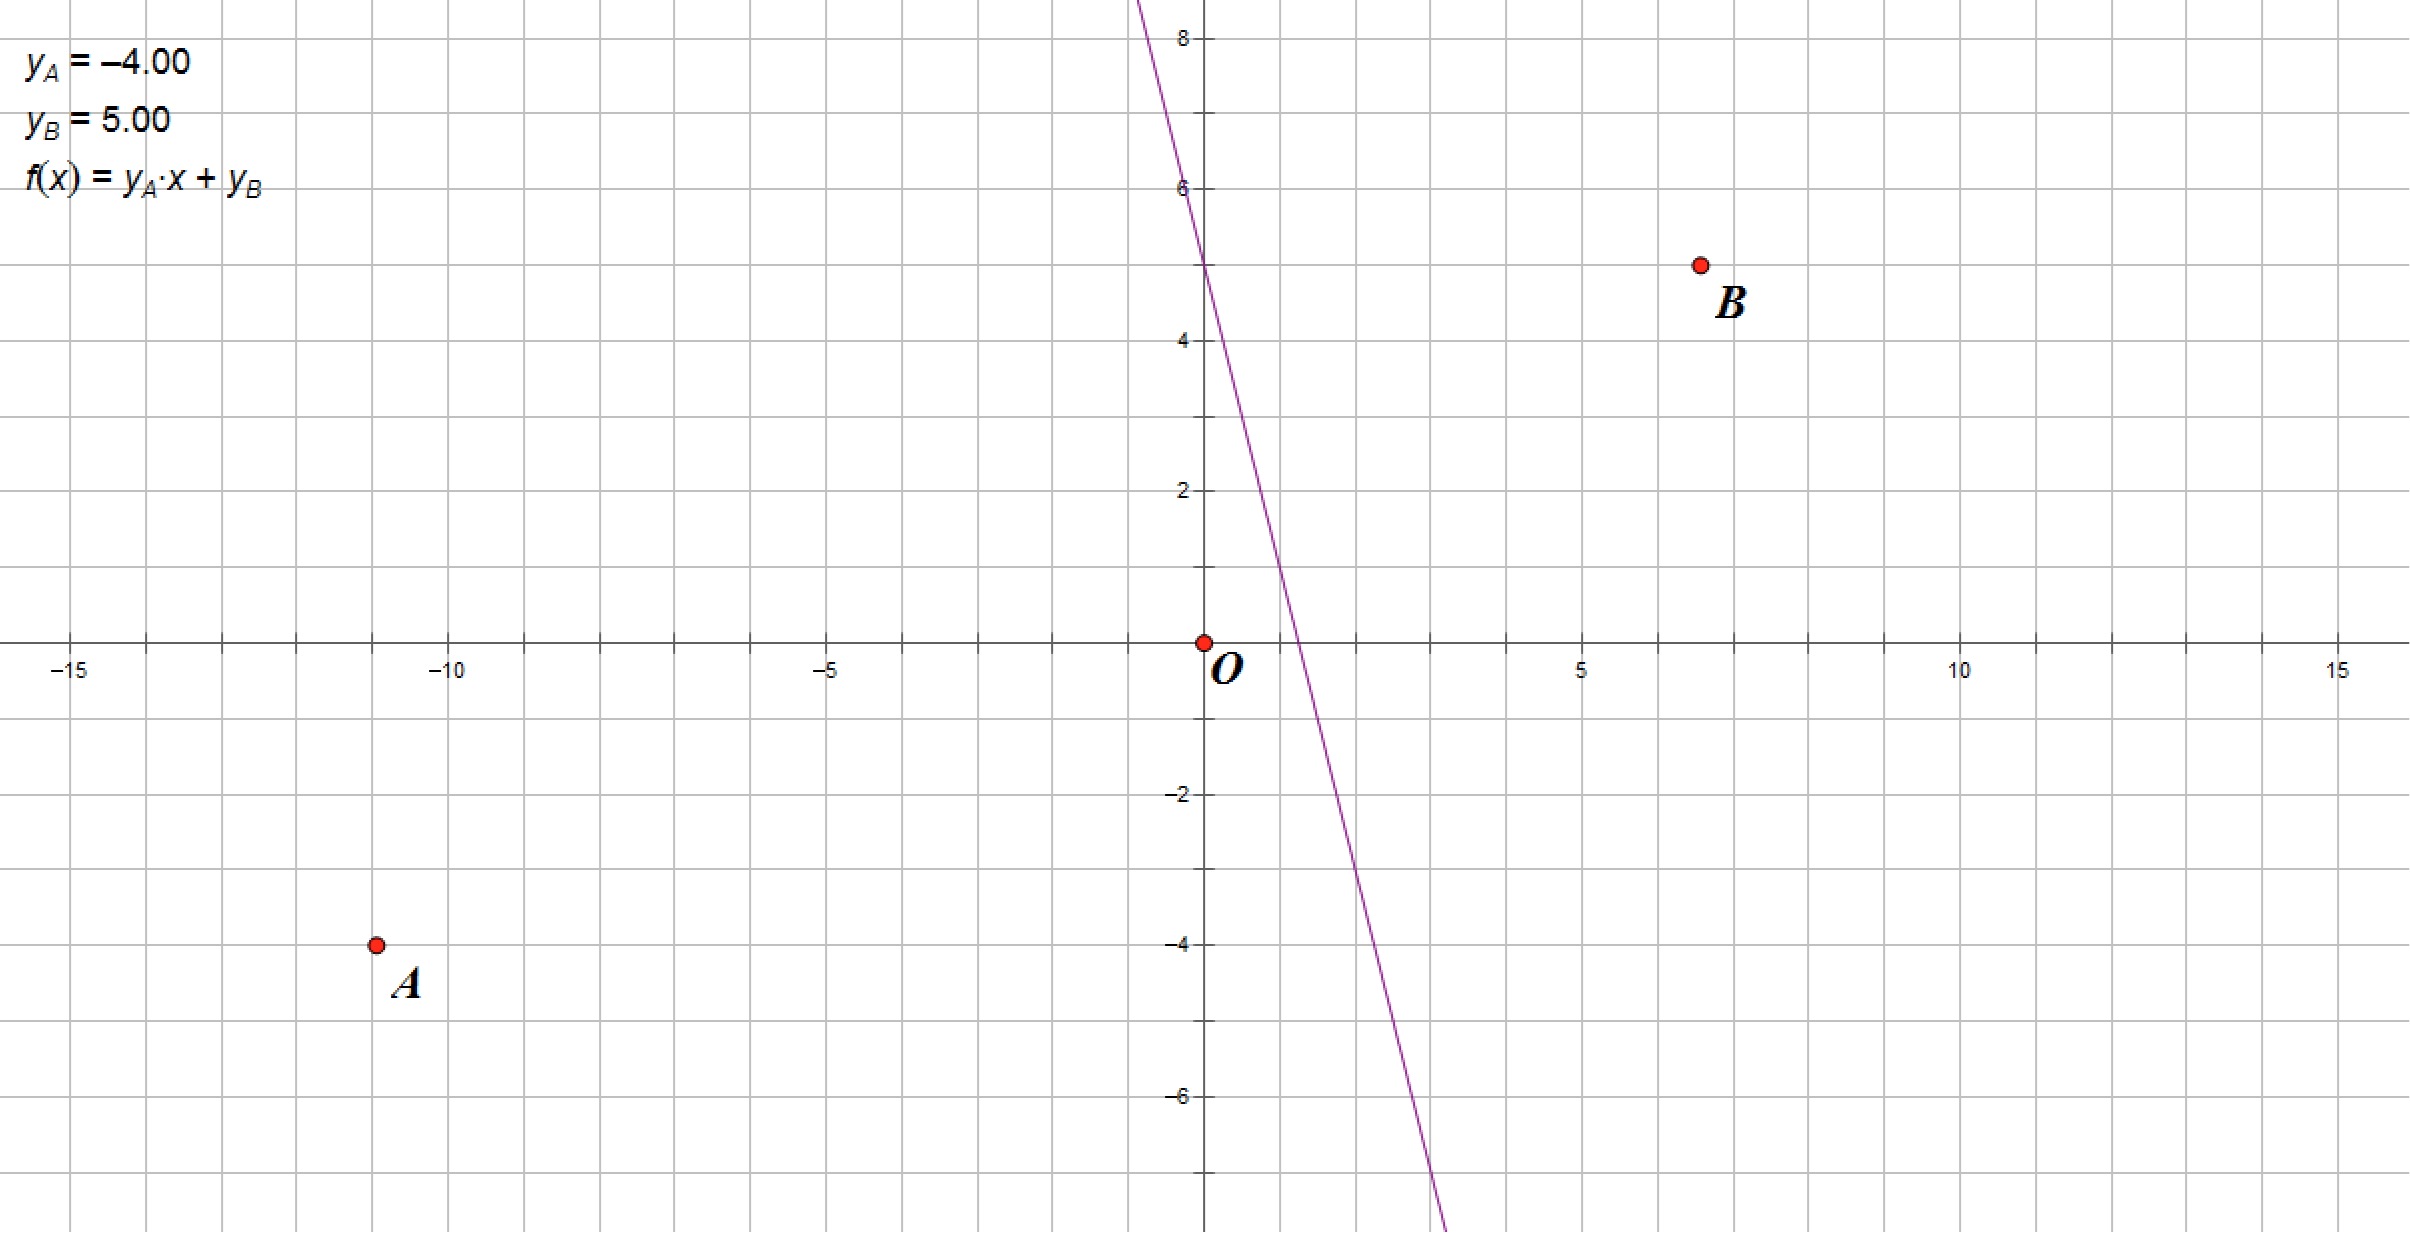 y_A = –4.00
y_B = 5.00
f(x) = y_A·x + y_B
8
6
4
2
–15 –10 –5 5 10 15
–2
–4
–6
B
O
A